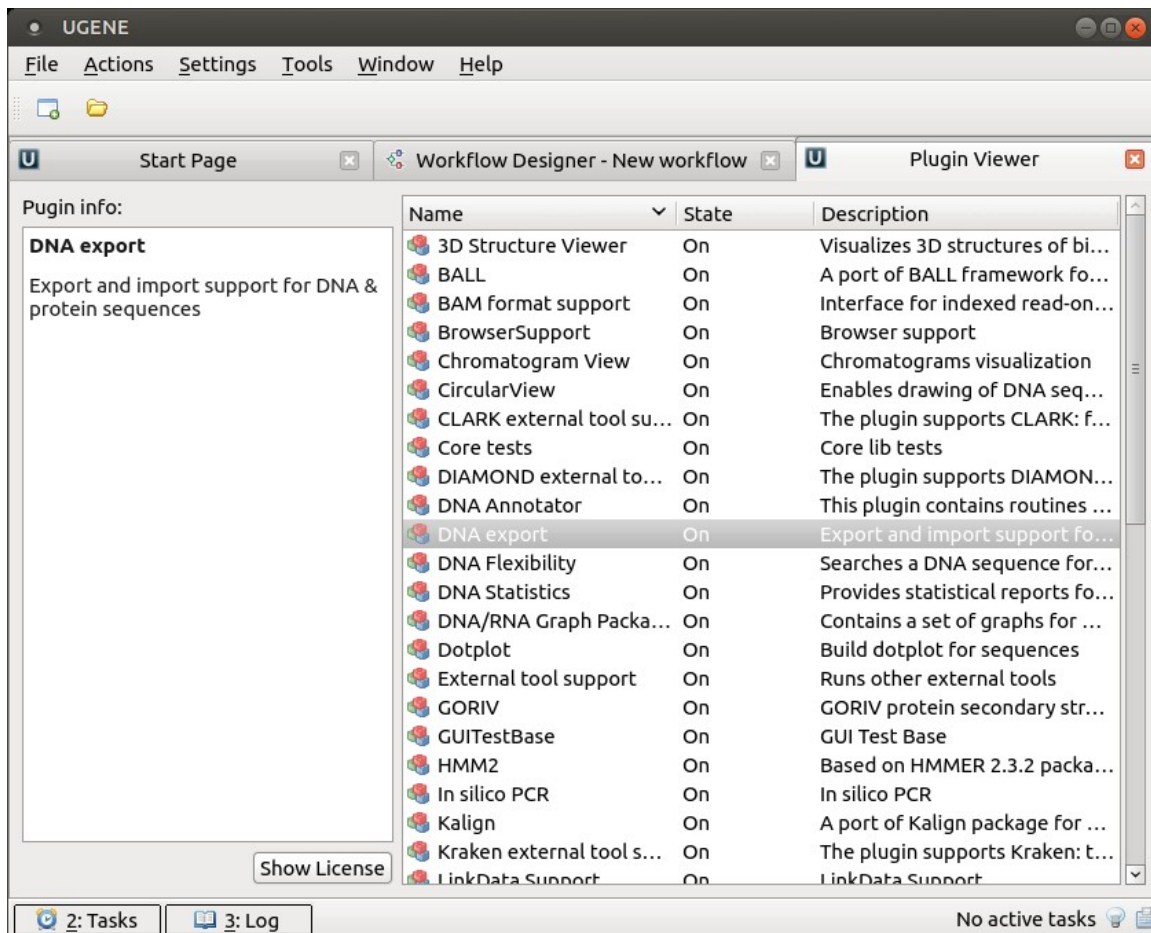 UGENE
File Actions Settings Tools Window Help
Start Page Workflow Designer - New workflow Plugin Viewer
Pugin info:
DNA export
Export and import support for DNA &
protein sequences
Show License
Name State Description
3D Structure Viewer On Visualizes 3D structures of bi...
BALL On A port of BALL framework fo...
BAM format support On Interface for indexed read-on...
BrowserSupport On Browser support
Chromatogram View On Chromatograms visualization
CircularView On Enables drawing of DNA seq...
CLARK external tool su... On The plugin supports CLARK: f...
Core tests On Core lib tests
DIAMOND external to... On The plugin supports DIAMON...
DNA Annotator On This plugin contains routines ...
DNA export On Export and import support fo...
DNA Flexibility On Searches a DNA sequence for...
DNA Statistics On Provides statistical reports fo...
DNA/RNA Graph Packa... On Contains a set of graphs for ...
Dotplot On Build dotplot for sequences
External tool support On Runs other external tools
GORIV On GORIV protein secondary str...
GUITestBase On GUI Test Base
HMM2 On Based on HMMER 2.3.2 packa...
In silico PCR On In silico PCR
Kalign On A port of Kalign package for ...
Kraken external tool s... On The plugin supports Kraken: t...
LinkData Support On LinkData Support
2: Tasks 3: Log No active tasks